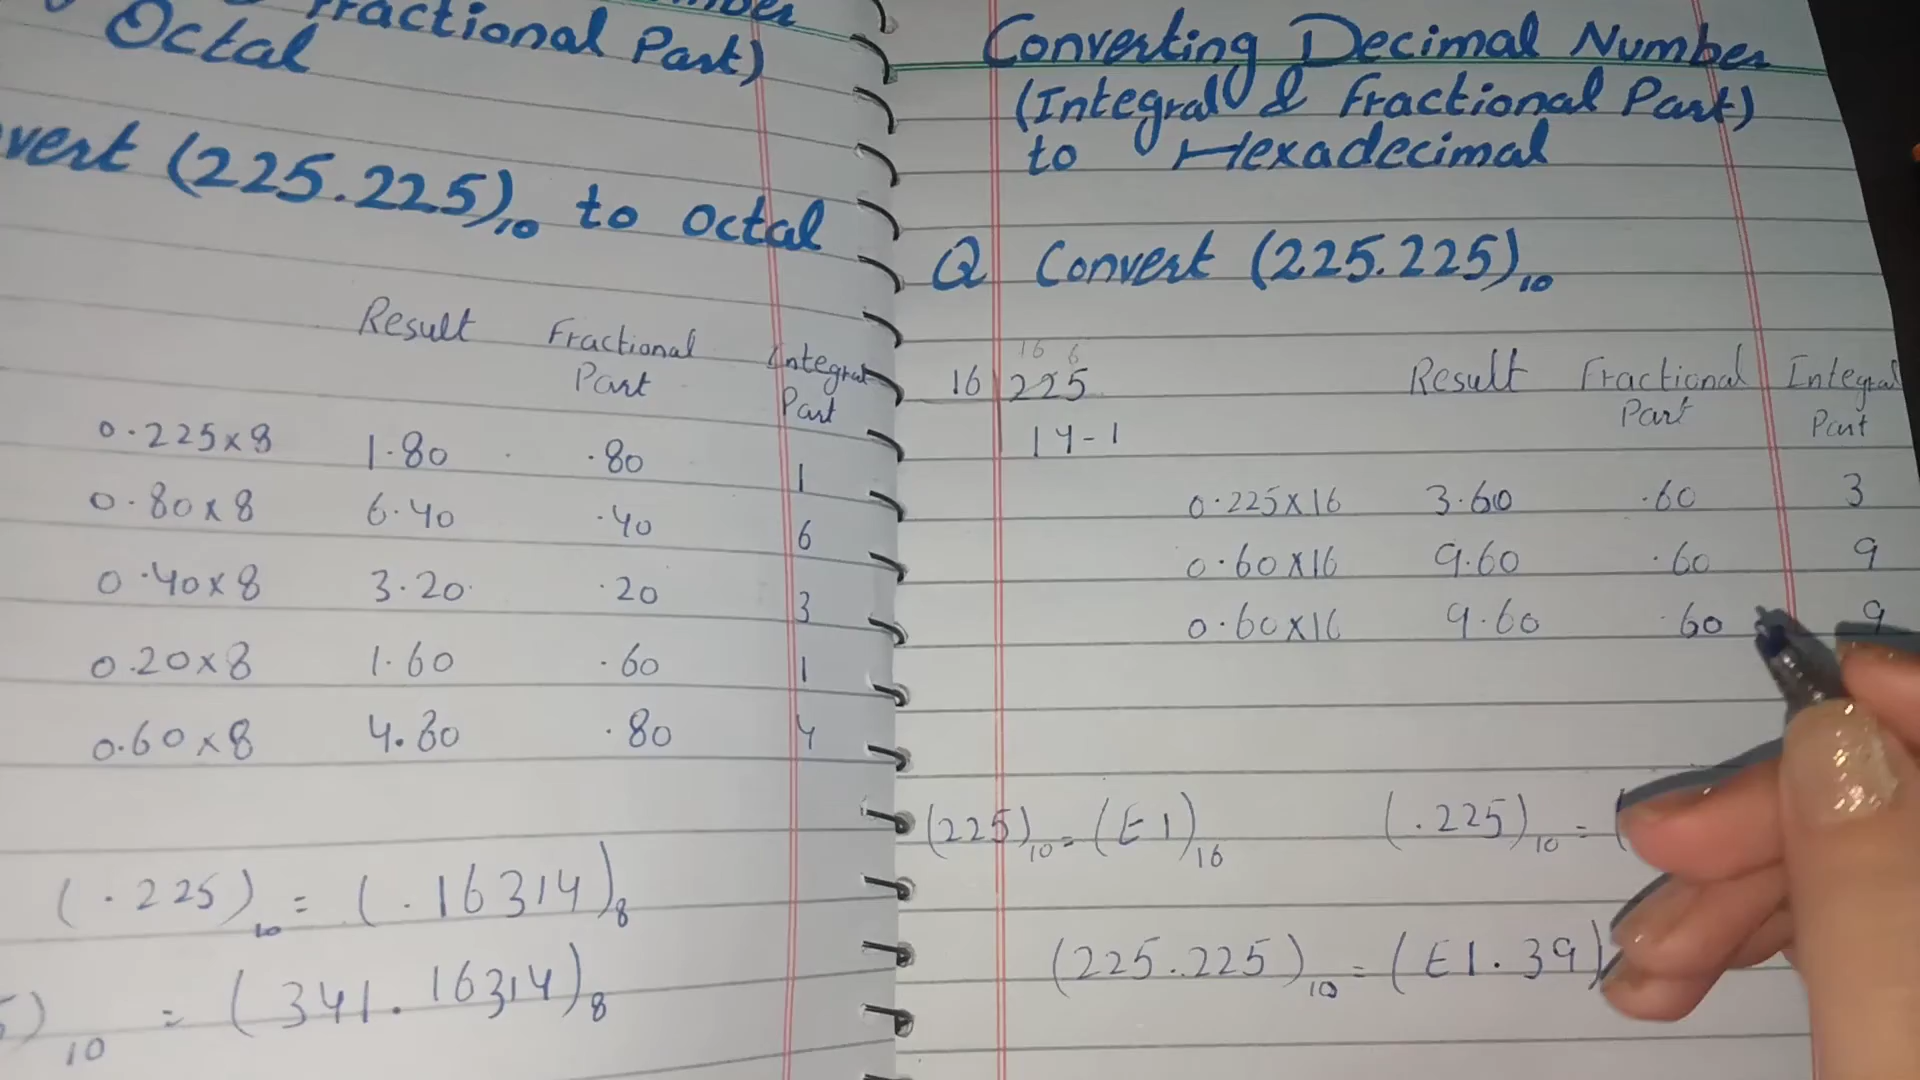 Fractional Part)
Octal
vert (225.225)10 to Octal
Result Fractional Part Integral Part
0.225x8 1.80 .80 1
0.80x8 6.40 .40 6
0.40x8 3.20 .20 3
0.20x8 1.60 .60 1
0.60x8 4.80 .80 4
(.225)10 = (.16314)8
5)10 = (341.16314)8
Converting Decimal Number
(Integral & Fractional Part)
to Hexadecimal
Q Convert (225.225)10
16 6
16 225
14-1
Result Fractional Part Integral Part
0.225x16 3.60 .60 3
0.60x16 9.60 .60 9
0.60x16 9.60 .60 9
(225)10 = (E1)16 (.225)10 = (
(225.225)10 = (E1.39)